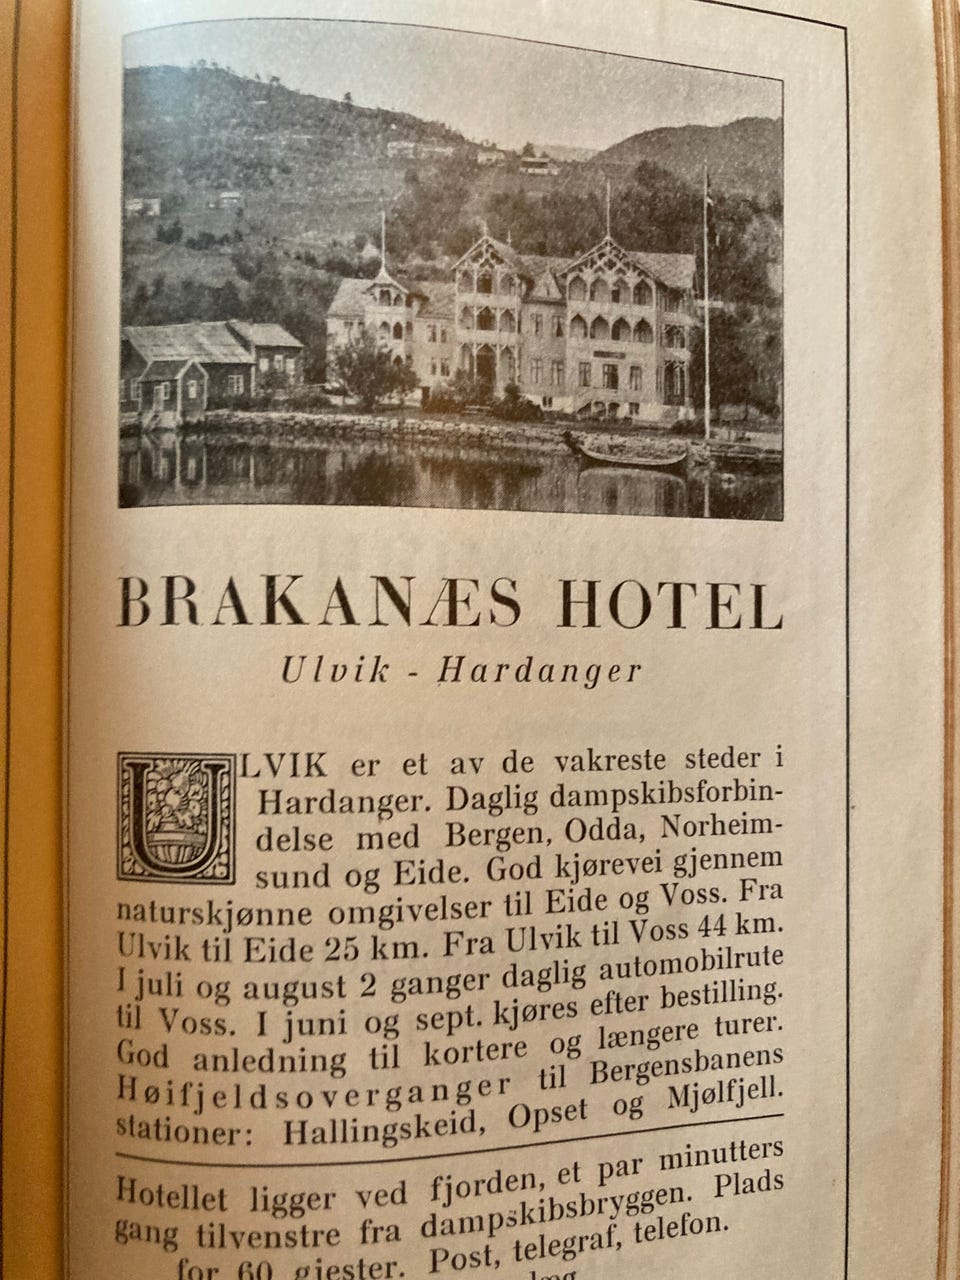 BRAKANÆS HOTEL
Ulvik - Hardanger
ULVIK er et av de vakreste steder i
Hardanger. Daglig dampskibsforbin-
delse med Bergen, Odda, Norheim-
sund og Eide. God kjørevei gjennem
naturskjønne omgivelser til Eide og Voss. Fra
Ulvik til Eide 25 km. Fra Ulvik til Voss 44 km.
I juli og august 2 ganger daglig automobilrute
til Voss. I juni og sept. kjøres efter bestilling.
God anledning til kortere og længere turer.
Høifjeldsoverganger til Bergensbanens
stationer: Hallingskeid, Opset og Mjølfjell.
Hotellet ligger ved fjorden, et par minutters
gang tilvenstre fra dampskibsbryggen. Plads
for 60 gjester. Post, telegraf, telefon.